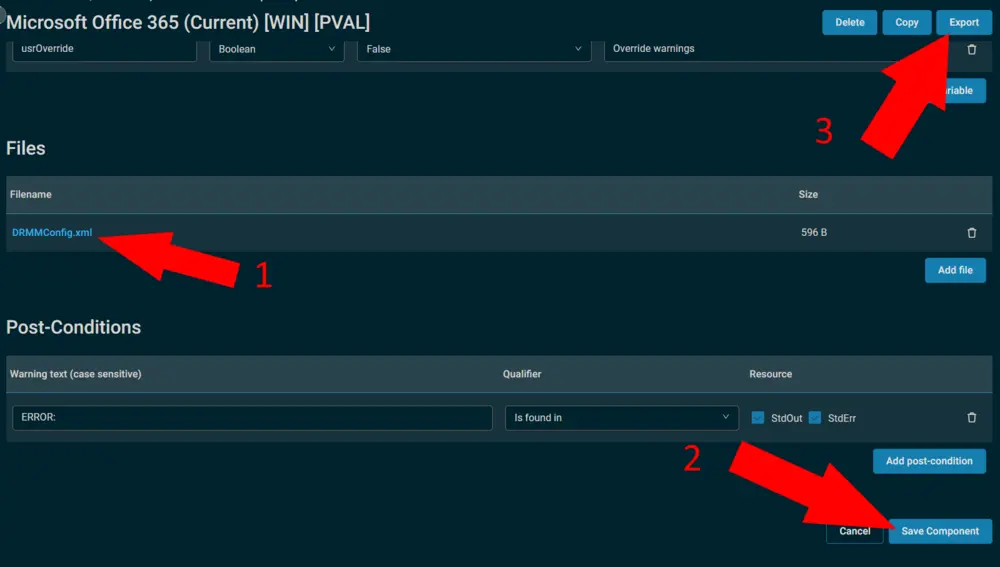 Microsoft Office 365 (Current) [WIN] [PVAL]
Delete Copy Export
usrOverride Boolean False Override warnings
3
Files
Filename Size
DRMMConfig.xml 596 B
1
Add file
Post-Conditions
Warning text (case sensitive) Qualifier Resource
ERROR: Is found in StdOut StdErr
2
Add post-condition
Cancel Save Component